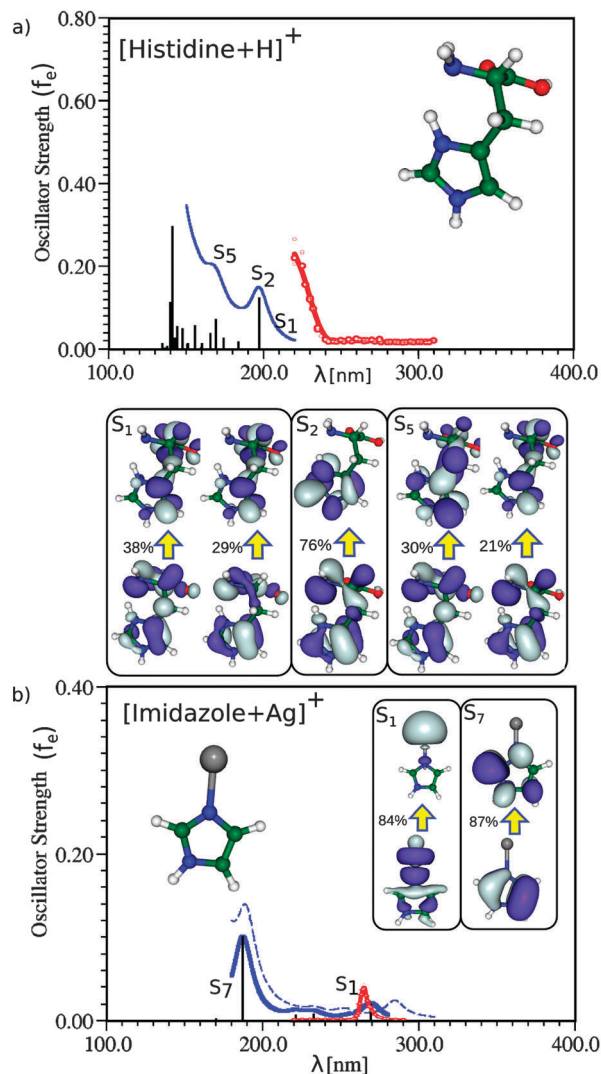 a)
0.80
[Histidine+H]+
0.60
0.40
S5
S2
0.20
S1
0.00
100.0 200.0 300.0 400.0
λ[nm]
Oscillator Strength (fe)
S1 S2 S5
38% 29% 76% 30% 21%
b)
0.40
[Imidazole+Ag]+
S1 S7
84% 87%
0.20
S7 S1
0.00
100.0 200.0 300.0 400.0
λ[nm]
Oscillator Strength (fe)